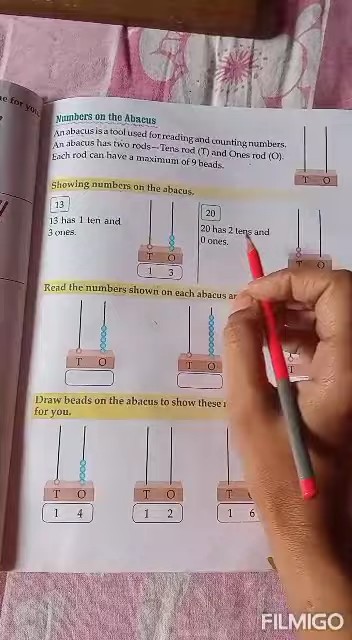 e for you
Numbers on the Abacus
An abacus is a tool used for reading and counting numbers.
An abacus has two rods—Tens rod (T) and Ones rod (O).
Each rod can have a maximum of 9 beads.
T O
Showing numbers on the abacus.
13
13 has 1 ten and
3 ones.
T O
1 3
20
20 has 2 tens and
0 ones.
T O
Read the numbers shown on each abacus
T O
T O
T
Draw beads on the abacus to show these
for you.
T O
1 4
T O
1 2
T
1 6
FILMIGO